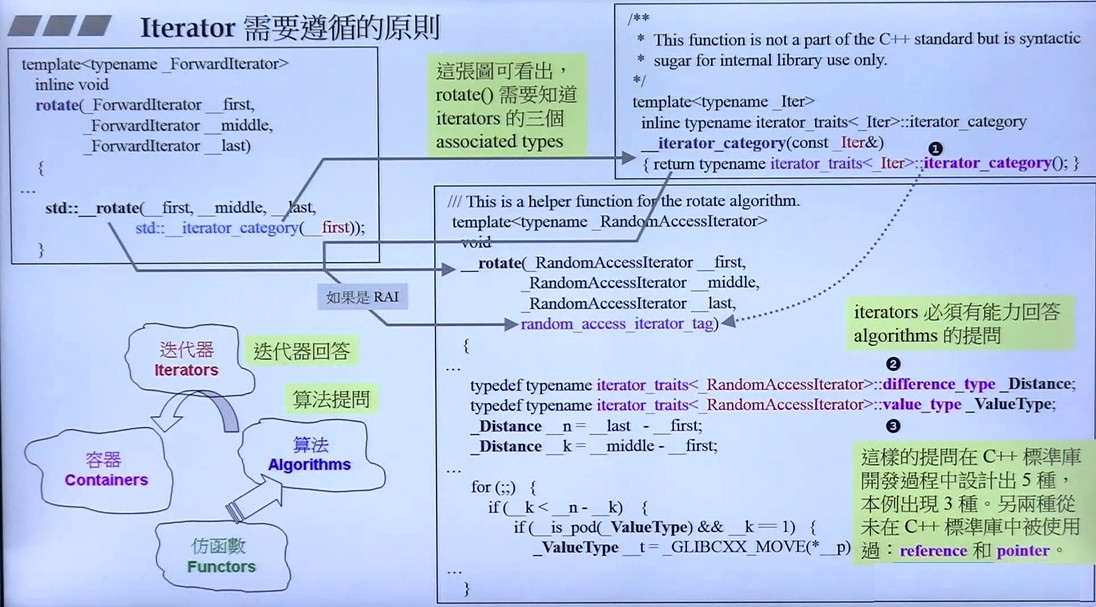 Iterator 需要遵循的原則
template<typename _ForwardIterator>
inline void
rotate(_ForwardIterator __first,
_ForwardIterator __middle,
_ForwardIterator __last)
{
...
std::__rotate(__first, __middle, __last,
std::__iterator_category(__first));
}
這張圖可看出，
rotate() 需要知道
iterators 的三個
associated types
/**
* This function is not a part of the C++ standard but is syntactic
* sugar for internal library use only.
*/
template<typename _Iter>
inline typename iterator_traits<_Iter>::iterator_category
__iterator_category(const _Iter&)
❶
{ return typename iterator_traits<_Iter>::iterator_category(); }
/// This is a helper function for the rotate algorithm.
template<typename _RandomAccessIterator>
void
__rotate(_RandomAccessIterator __first,
_RandomAccessIterator __middle,
_RandomAccessIterator __last,
random_access_iterator_tag)
{
...
typedef typename iterator_traits<_RandomAccessIterator>::difference_type _Distance;
typedef typename iterator_traits<_RandomAccessIterator>::value_type _ValueType;
_Distance __n = __last - __first;
_Distance __k = __middle - __first;
...
for (;;) {
if (__k < __n - __k) {
if (__is_pod(_ValueType) && __k == 1) {
_ValueType __t = _GLIBCXX_MOVE(*__p)
...
}
如果是 RAI
iterators 必須有能力回答
algorithms 的提問
❷
❸
這樣的提問在 C++ 標準庫
開發過程中設計出 5 種，
本例出現 3 種。另兩種從
未在 C++ 標準庫中被使用
過：reference 和 pointer。
迭代器
Iterators
迭代器回答
算法提問
容器
Containers
算法
Algorithms
仿函數
Functors